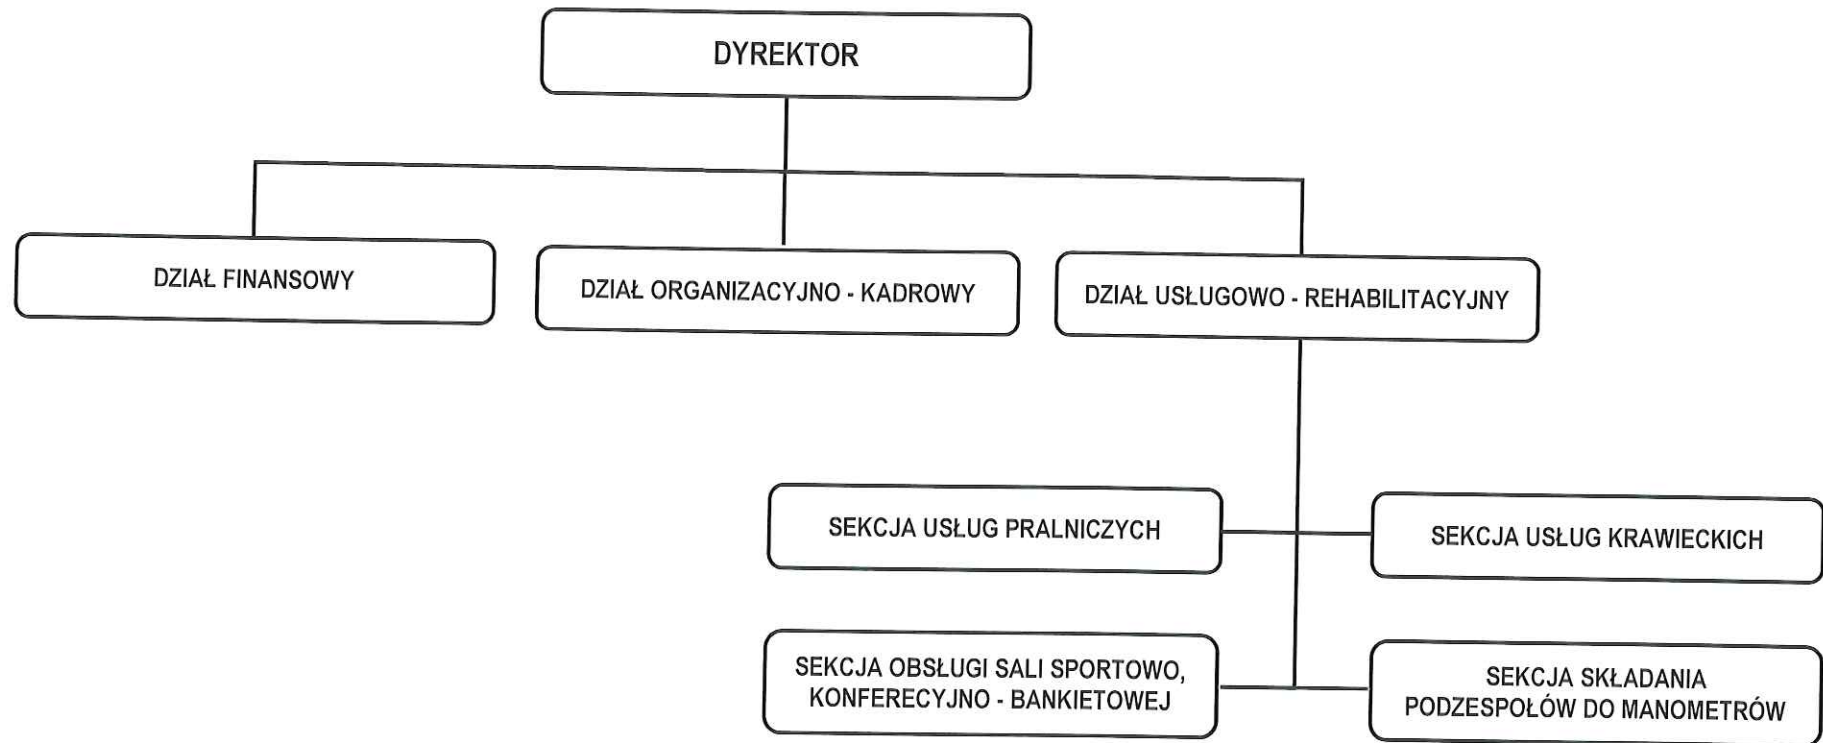 DYREKTOR
DZIAŁ FINANSOWY
DZIAŁ ORGANIZACYJNO - KADROWY
DZIAŁ USŁUGOWO - REHABILITACYJNY
SEKCJA USŁUG PRALNICZYCH
SEKCJA USŁUG KRAWIECKICH
SEKCJA OBSŁUGI SALI SPORTOWO,
KONFERECYJNO - BANKIETOWEJ
SEKCJA SKŁADANIA
PODZESPOŁÓW DO MANOMETRÓW